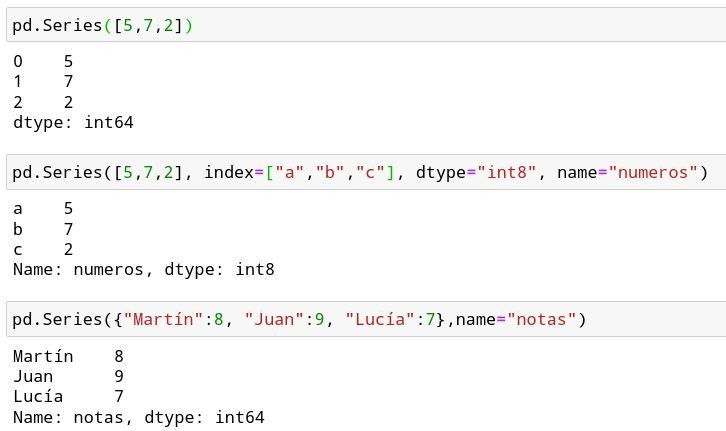 pd.Series([5,7,2])
0    5
1    7
2    2
dtype: int64
pd.Series([5,7,2], index=["a","b","c"], dtype="int8", name="numeros")
a    5
b    7
c    2
Name: numeros, dtype: int8
pd.Series({"Martín":8, "Juan":9, "Lucía":7},name="notas")
Martín    8
Juan      9
Lucía     7
Name: notas, dtype: int64